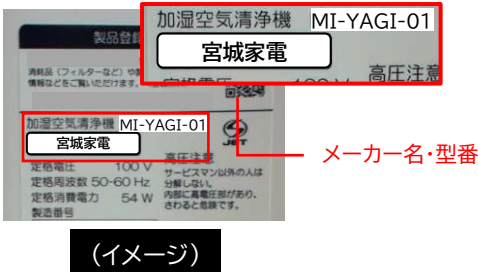 加湿空気清浄機 MI-YAGI-01
宮城家電
100 V 高圧注意
製品登録
消耗品（フィルターなど）や
情報などをご覧いただけます。
加湿空気清浄機 MI-YAGI-01
宮城家電
JET
定格電圧 100 V
定格周波数 50-60 Hz
定格消費電力 54 W
製造番号
高圧注意
サービスマン以外の人は
分解しない。
内部に高電圧部があり、
さわると危険です。
メーカー名・型番
（イメージ）